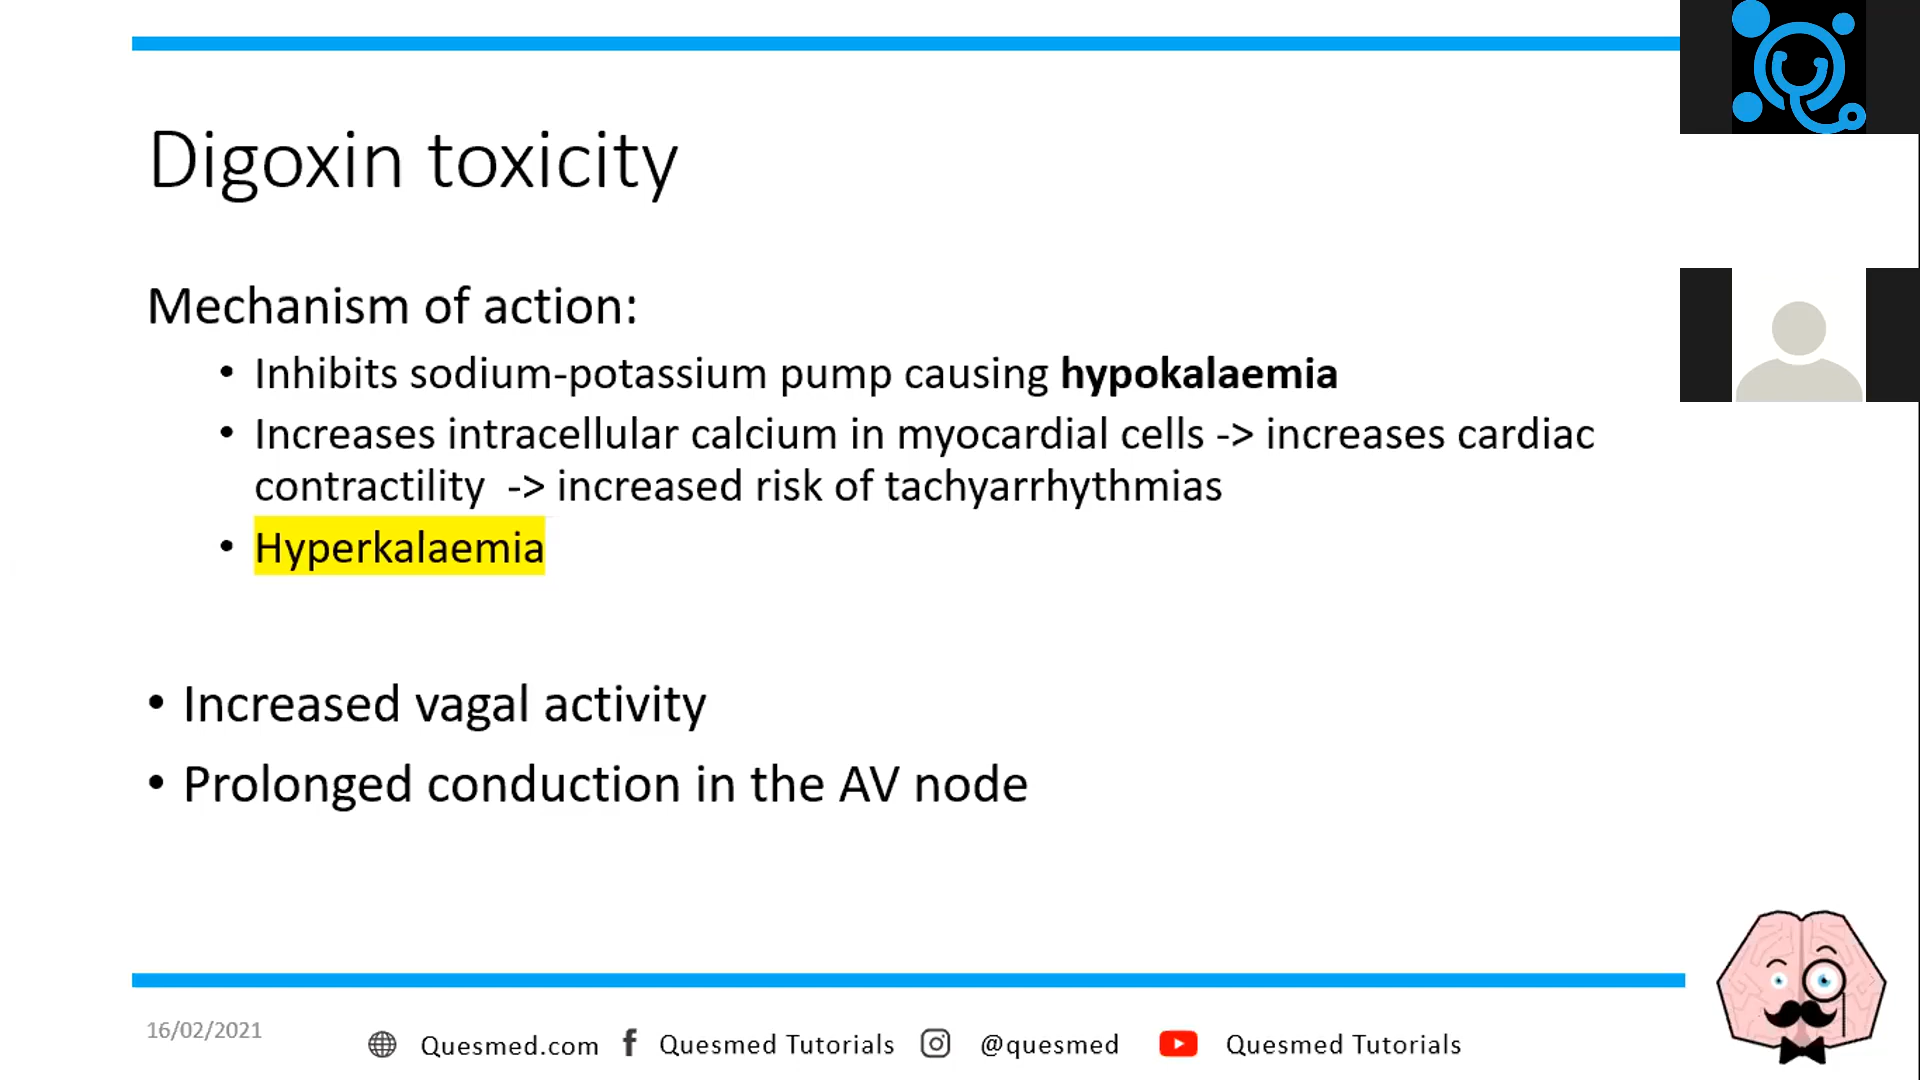 Digoxin toxicity
Mechanism of action:
• Inhibits sodium-potassium pump causing hypokalaemia
• Increases intracellular calcium in myocardial cells -> increases cardiac
contractility -> increased risk of tachyarrhythmias
• Hyperkalaemia
• Increased vagal activity
• Prolonged conduction in the AV node
16/02/2021
Quesmed.com Quesmed Tutorials @quesmed Quesmed Tutorials